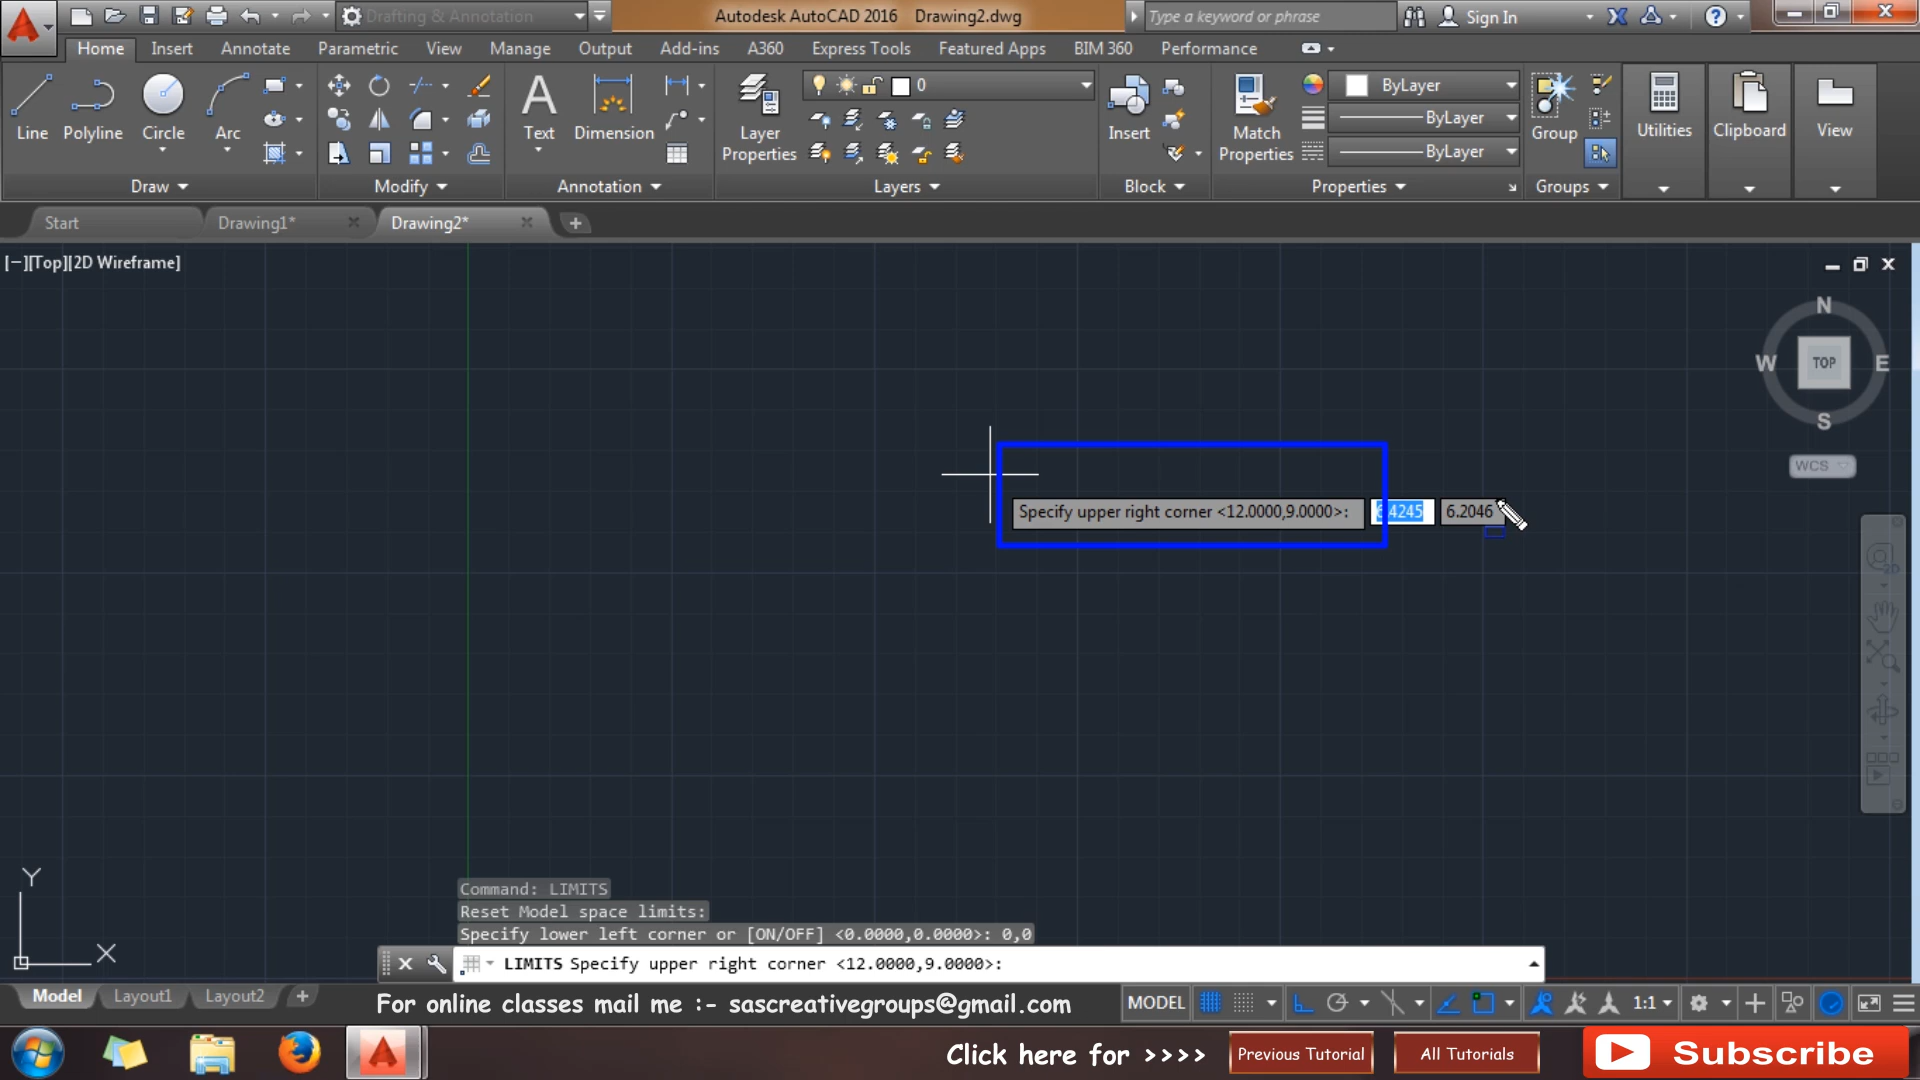 Drafting & Annotation
Autodesk AutoCAD 2016 Drawing2.dwg
Type a keyword or phrase
Sign In
Home Insert Annotate Parametric View Manage Output Add-ins A360 Express Tools Featured Apps BIM 360 Performance
Line Polyline Circle Arc
Text Dimension
Layer Properties
0
Insert
Match Properties
ByLayer
ByLayer
ByLayer
Group
Utilities
Clipboard
View
Draw Modify Annotation Layers Block Properties Groups
Start Drawing1* Drawing2*
[−][Top][2D Wireframe]
N
W TOP E
S
WCS
Specify upper right corner <12.0000,9.0000>: 6.2046
Y
X
Command: LIMITS
Reset Model space limits:
Specify lower left corner or [ON/OFF] <0.0000,0.0000>: 0,0
LIMITS Specify upper right corner <12.0000,9.0000>:
Model Layout1 Layout2
For online classes mail me :- sascreativegroups@gmail.com
MODEL
1:1
Click here for >>>>
Previous Tutorial
All Tutorials
Subscribe